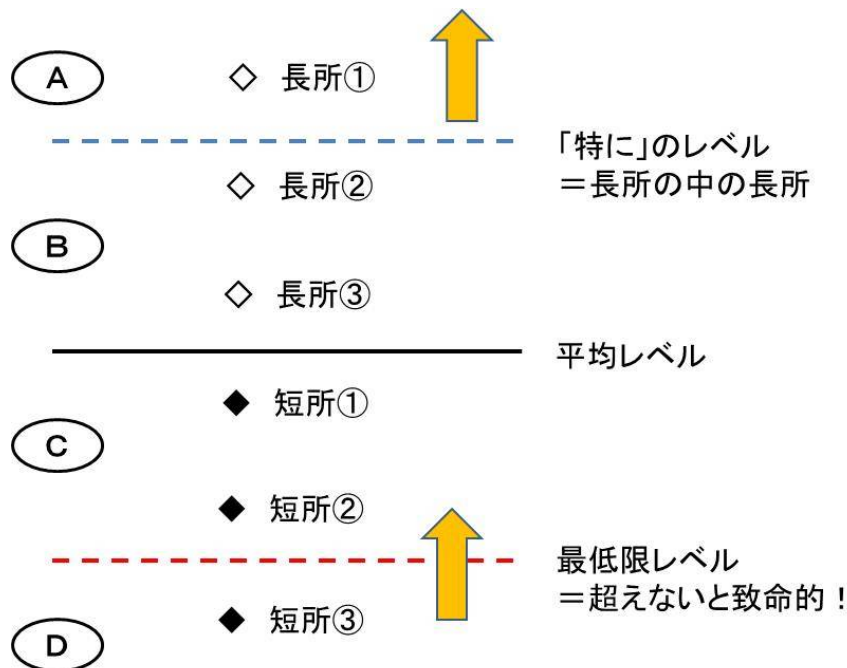 A
◇ 長所①
「特に」のレベル
＝長所の中の長所
◇ 長所②
B
◇ 長所③
平均レベル
◆ 短所①
C
◆ 短所②
最低限レベル
＝超えないと致命的！
◆ 短所③
D